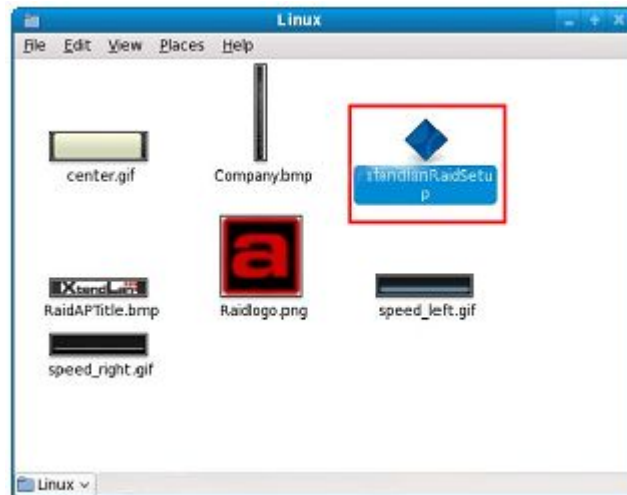 Linux
File Edit View Places Help
center.gif
Company.bmp
XtendLan
RaidAPTitle.bmp
a
Raidlogo.png
speed_left.gif
speed_right.gif
Linux